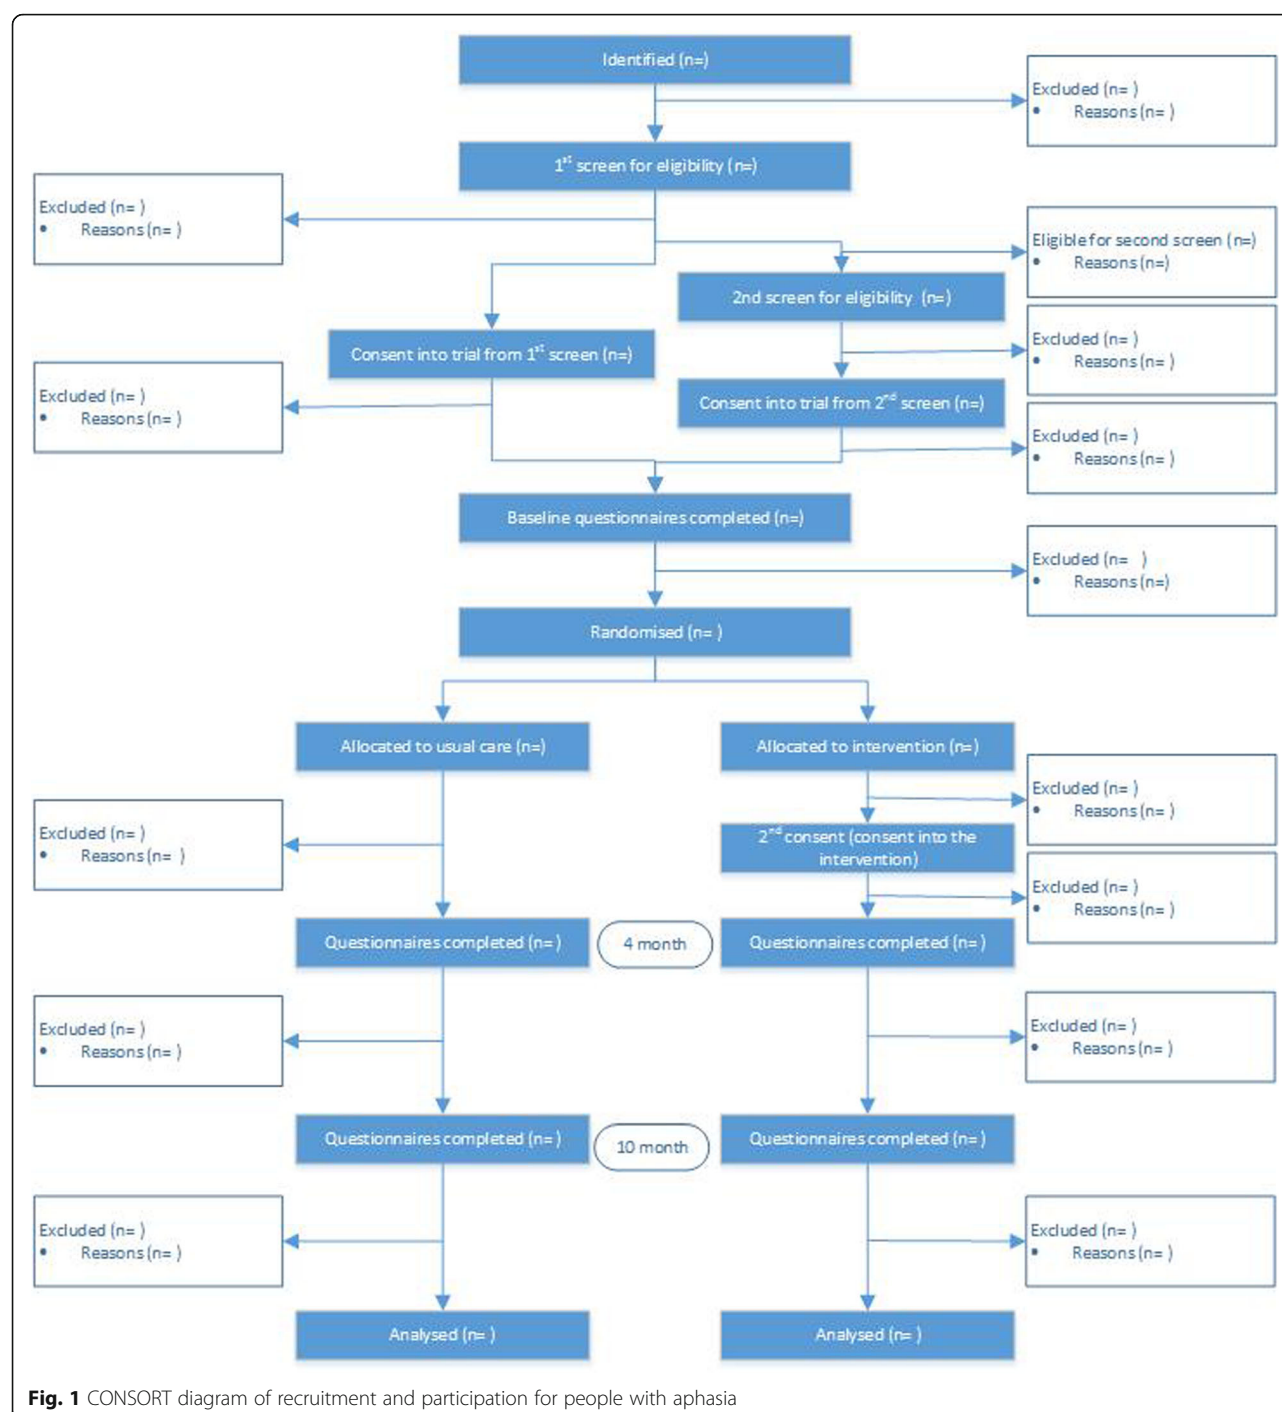 Identified (n=)
Excluded (n= )
• Reasons (n= )
1st screen for eligibility (n=)
Excluded (n= )
• Reasons (n= )
Eligible for second screen (n=)
• Reasons (n=)
2nd screen for eligibility (n=)
Excluded (n= )
• Reasons (n= )
Consent into trial from 1st screen (n=)
Excluded (n= )
• Reasons (n= )
Consent into trial from 2nd screen (n=)
Excluded (n= )
• Reasons (n= )
Baseline questionnaires completed (n=)
Excluded (n= )
• Reasons (n=)
Randomised (n= )
Allocated to usual care (n=)
Allocated to intervention (n=)
Excluded (n= )
• Reasons (n= )
Excluded (n= )
• Reasons (n= )
2nd consent (consent into the
intervention)
Excluded (n= )
• Reasons (n= )
Questionnaires completed (n= )
4 month
Questionnaires completed (n= )
Excluded (n= )
• Reasons (n= )
Excluded (n= )
• Reasons (n= )
Questionnaires completed (n= )
10 month
Questionnaires completed (n= )
Excluded (n= )
• Reasons (n= )
Excluded (n= )
• Reasons (n= )
Analysed (n= )
Analysed (n= )
Fig. 1 CONSORT diagram of recruitment and participation for people with aphasia